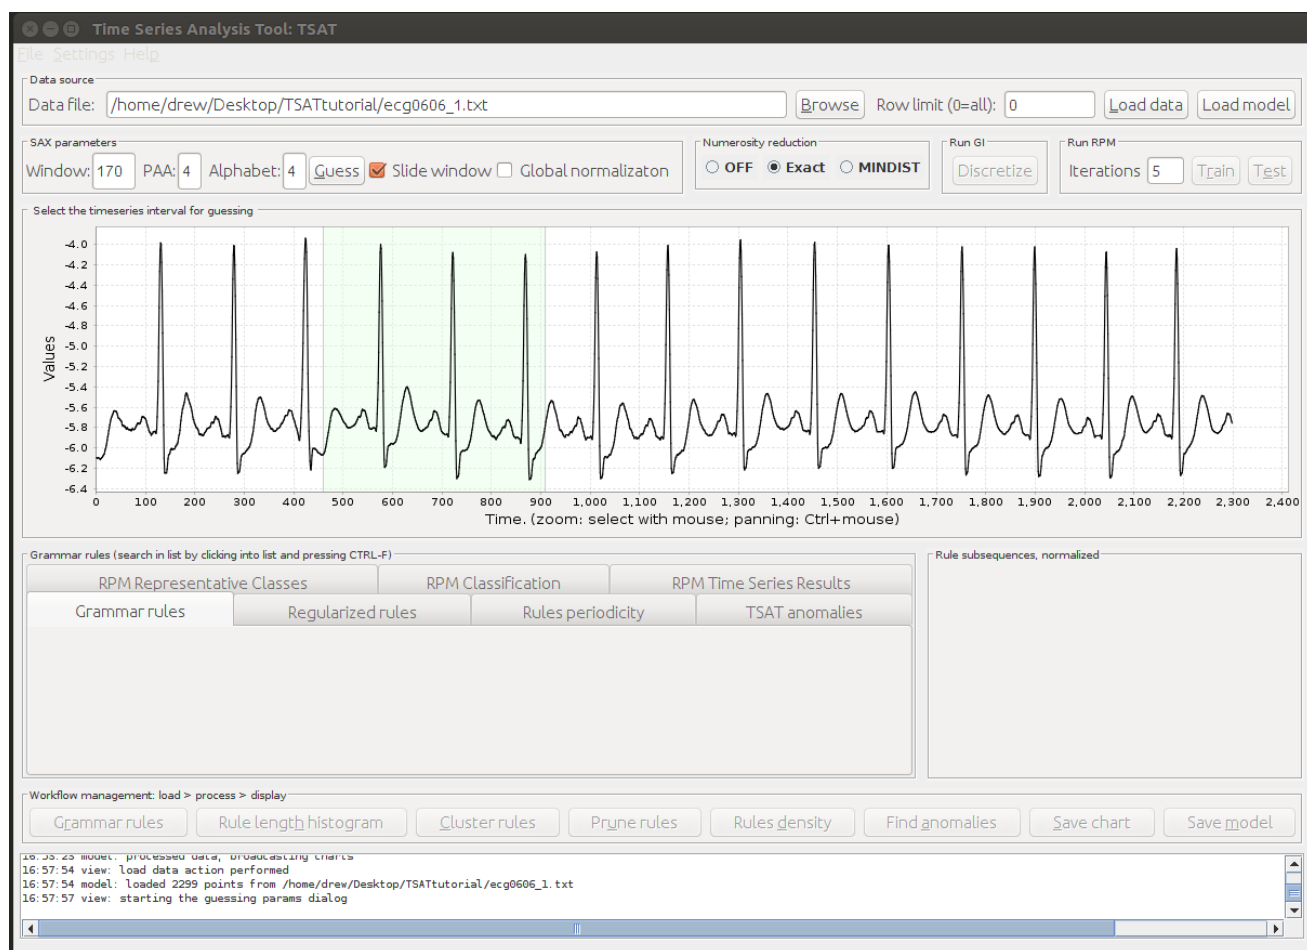 Time Series Analysis Tool: TSAT
File Settings Help
Data source
Data file: /home/drew/Desktop/TSATtutorial/ecg0606_1.txt Browse Row limit (0=all): 0 Load data Load model
SAX parameters Numerosity reduction Run GI Run RPM
Window: 170 PAA: 4 Alphabet: 4 Guess Slide window Global normalizaton OFF Exact MINDIST Discretize Iterations 5 Train Test
Select the timeseries interval for guessing
-4.0
-4.2
-4.4
-4.6
-4.8
-5.0
-5.2
-5.4
-5.6
-5.8
-6.0
-6.2
-6.4
Values
0 100 200 300 400 500 600 700 800 900 1,000 1,100 1,200 1,300 1,400 1,500 1,600 1,700 1,800 1,900 2,000 2,100 2,200 2,300 2,400
Time. (zoom: select with mouse; panning: Ctrl+mouse)
Grammar rules (search in list by clicking into list and pressing CTRL-F) Rule subsequences, normalized
RPM Representative Classes RPM Classification RPM Time Series Results
Grammar rules Regularized rules Rules periodicity TSAT anomalies
Workflow management: load > process > display
Grammar rules Rule length histogram Cluster rules Prune rules Rules density Find anomalies Save chart Save model
model: processed data, broadcasting charts
16:57:54 view: load data action performed
16:57:54 model: loaded 2299 points from /home/drew/Desktop/TSATtutorial/ecg0606_1.txt
16:57:57 view: starting the guessing params dialog